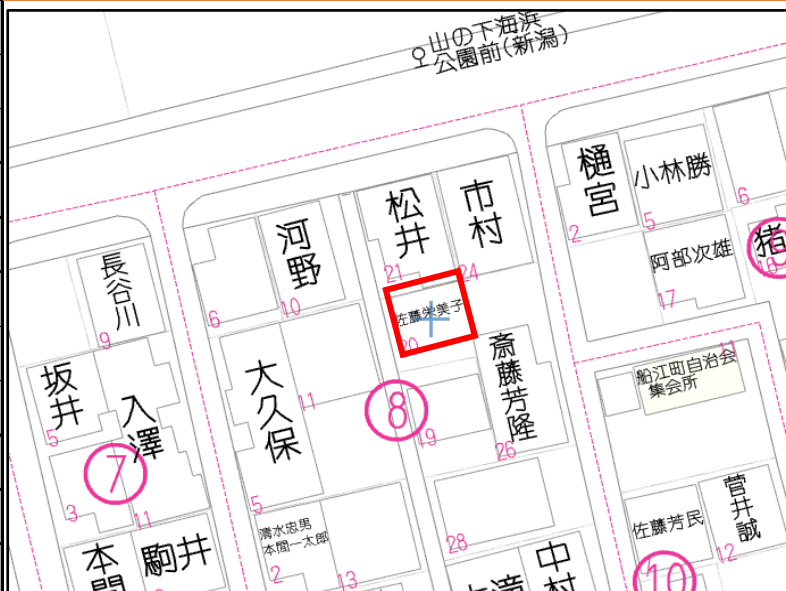 山の下海浜
公園前(新潟)
樋宮
2
小林勝
5
6
阿部次雄
17
猪
16
9
松井
21
市村
24
河野
10
6
長谷川
9
佐藤栄美子
20
坂井
5
入澤
11
3
7
大久保
5
11
8
19
斎藤芳隆
26
11
船江町自治会
集会所
清水忠男
本間一太郎
2
13
28
本間
駒井
中村
佐藤芳民
菅井誠
12
10